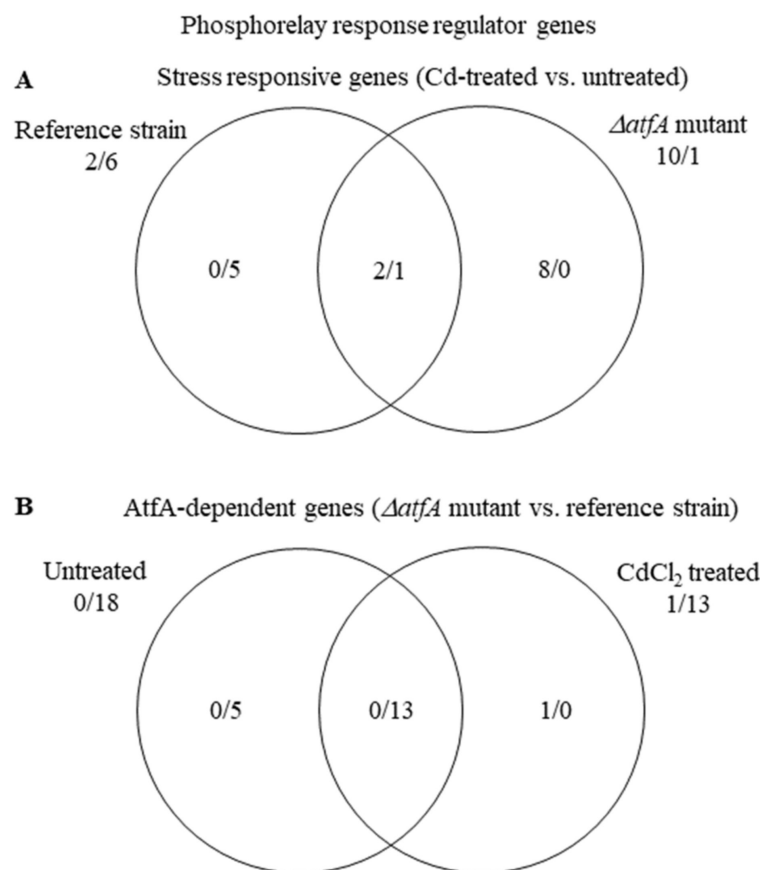 Phosphorelay response regulator genes
A Stress responsive genes (Cd-treated vs. untreated)
Reference strain
2/6
ΔatfA mutant
10/1
0/5 2/1 8/0
B AtfA-dependent genes (ΔatfA mutant vs. reference strain)
Untreated
0/18
CdCl₂ treated
1/13
0/5 0/13 1/0